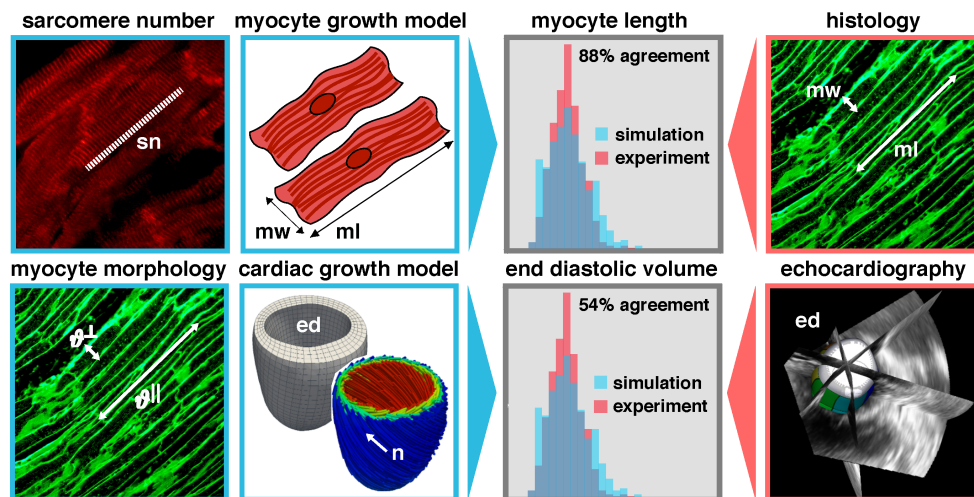 sarcomere number
myocyte growth model
myocyte length
histology
sn
mw
ml
88% agreement
simulation
experiment
mw
ml
myocyte morphology
cardiac growth model
end diastolic volume
echocardiography
ϑ⊥
ϑ||
ed
n
54% agreement
simulation
experiment
ed